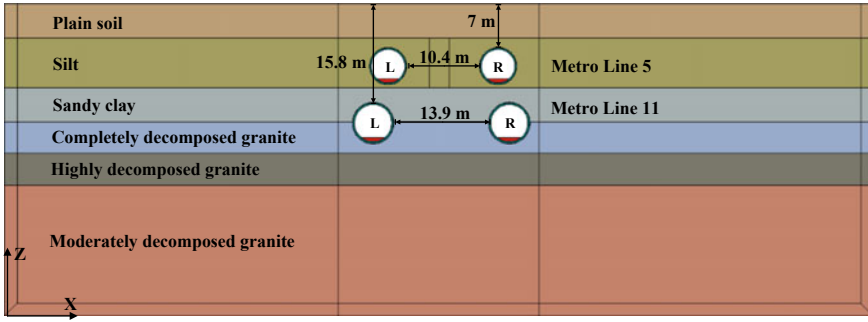 Plain soil
7 m
Silt
15.8 m
L
10.4 m
R
Metro Line 5
Sandy clay
Metro Line 11
L
13.9 m
R
Completely decomposed granite
Highly decomposed granite
Moderately decomposed granite
Z
X